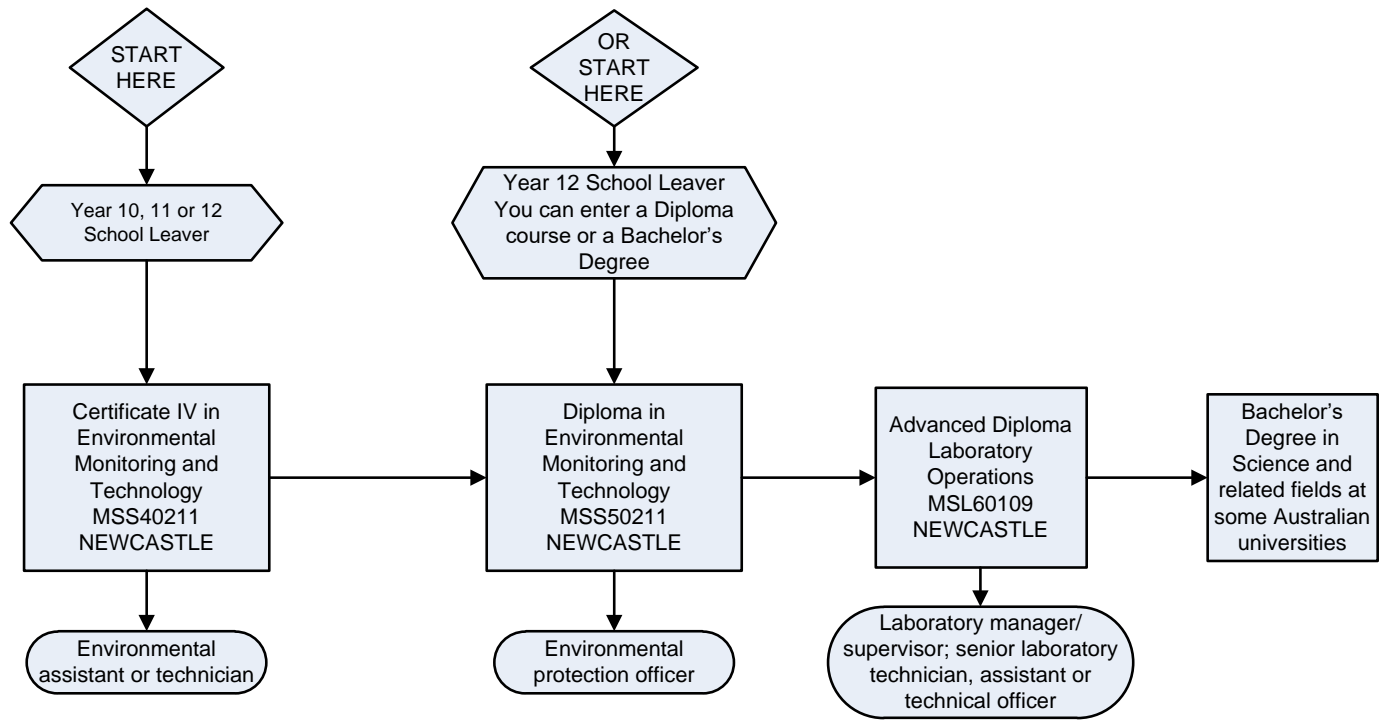 START
HERE
OR
START
HERE
Year 10, 11 or 12
School Leaver
Year 12 School Leaver
You can enter a Diploma
course or a Bachelor’s
Degree
Certificate IV in
Environmental
Monitoring and
Technology
MSS40211
NEWCASTLE
Diploma in
Environmental
Monitoring and
Technology
MSS50211
NEWCASTLE
Advanced Diploma
Laboratory
Operations
MSL60109
NEWCASTLE
Bachelor’s
Degree in
Science and
related fields at
some Australian
universities
Environmental
assistant or technician
Environmental
protection officer
Laboratory manager/
supervisor; senior laboratory
technician, assistant or
technical officer